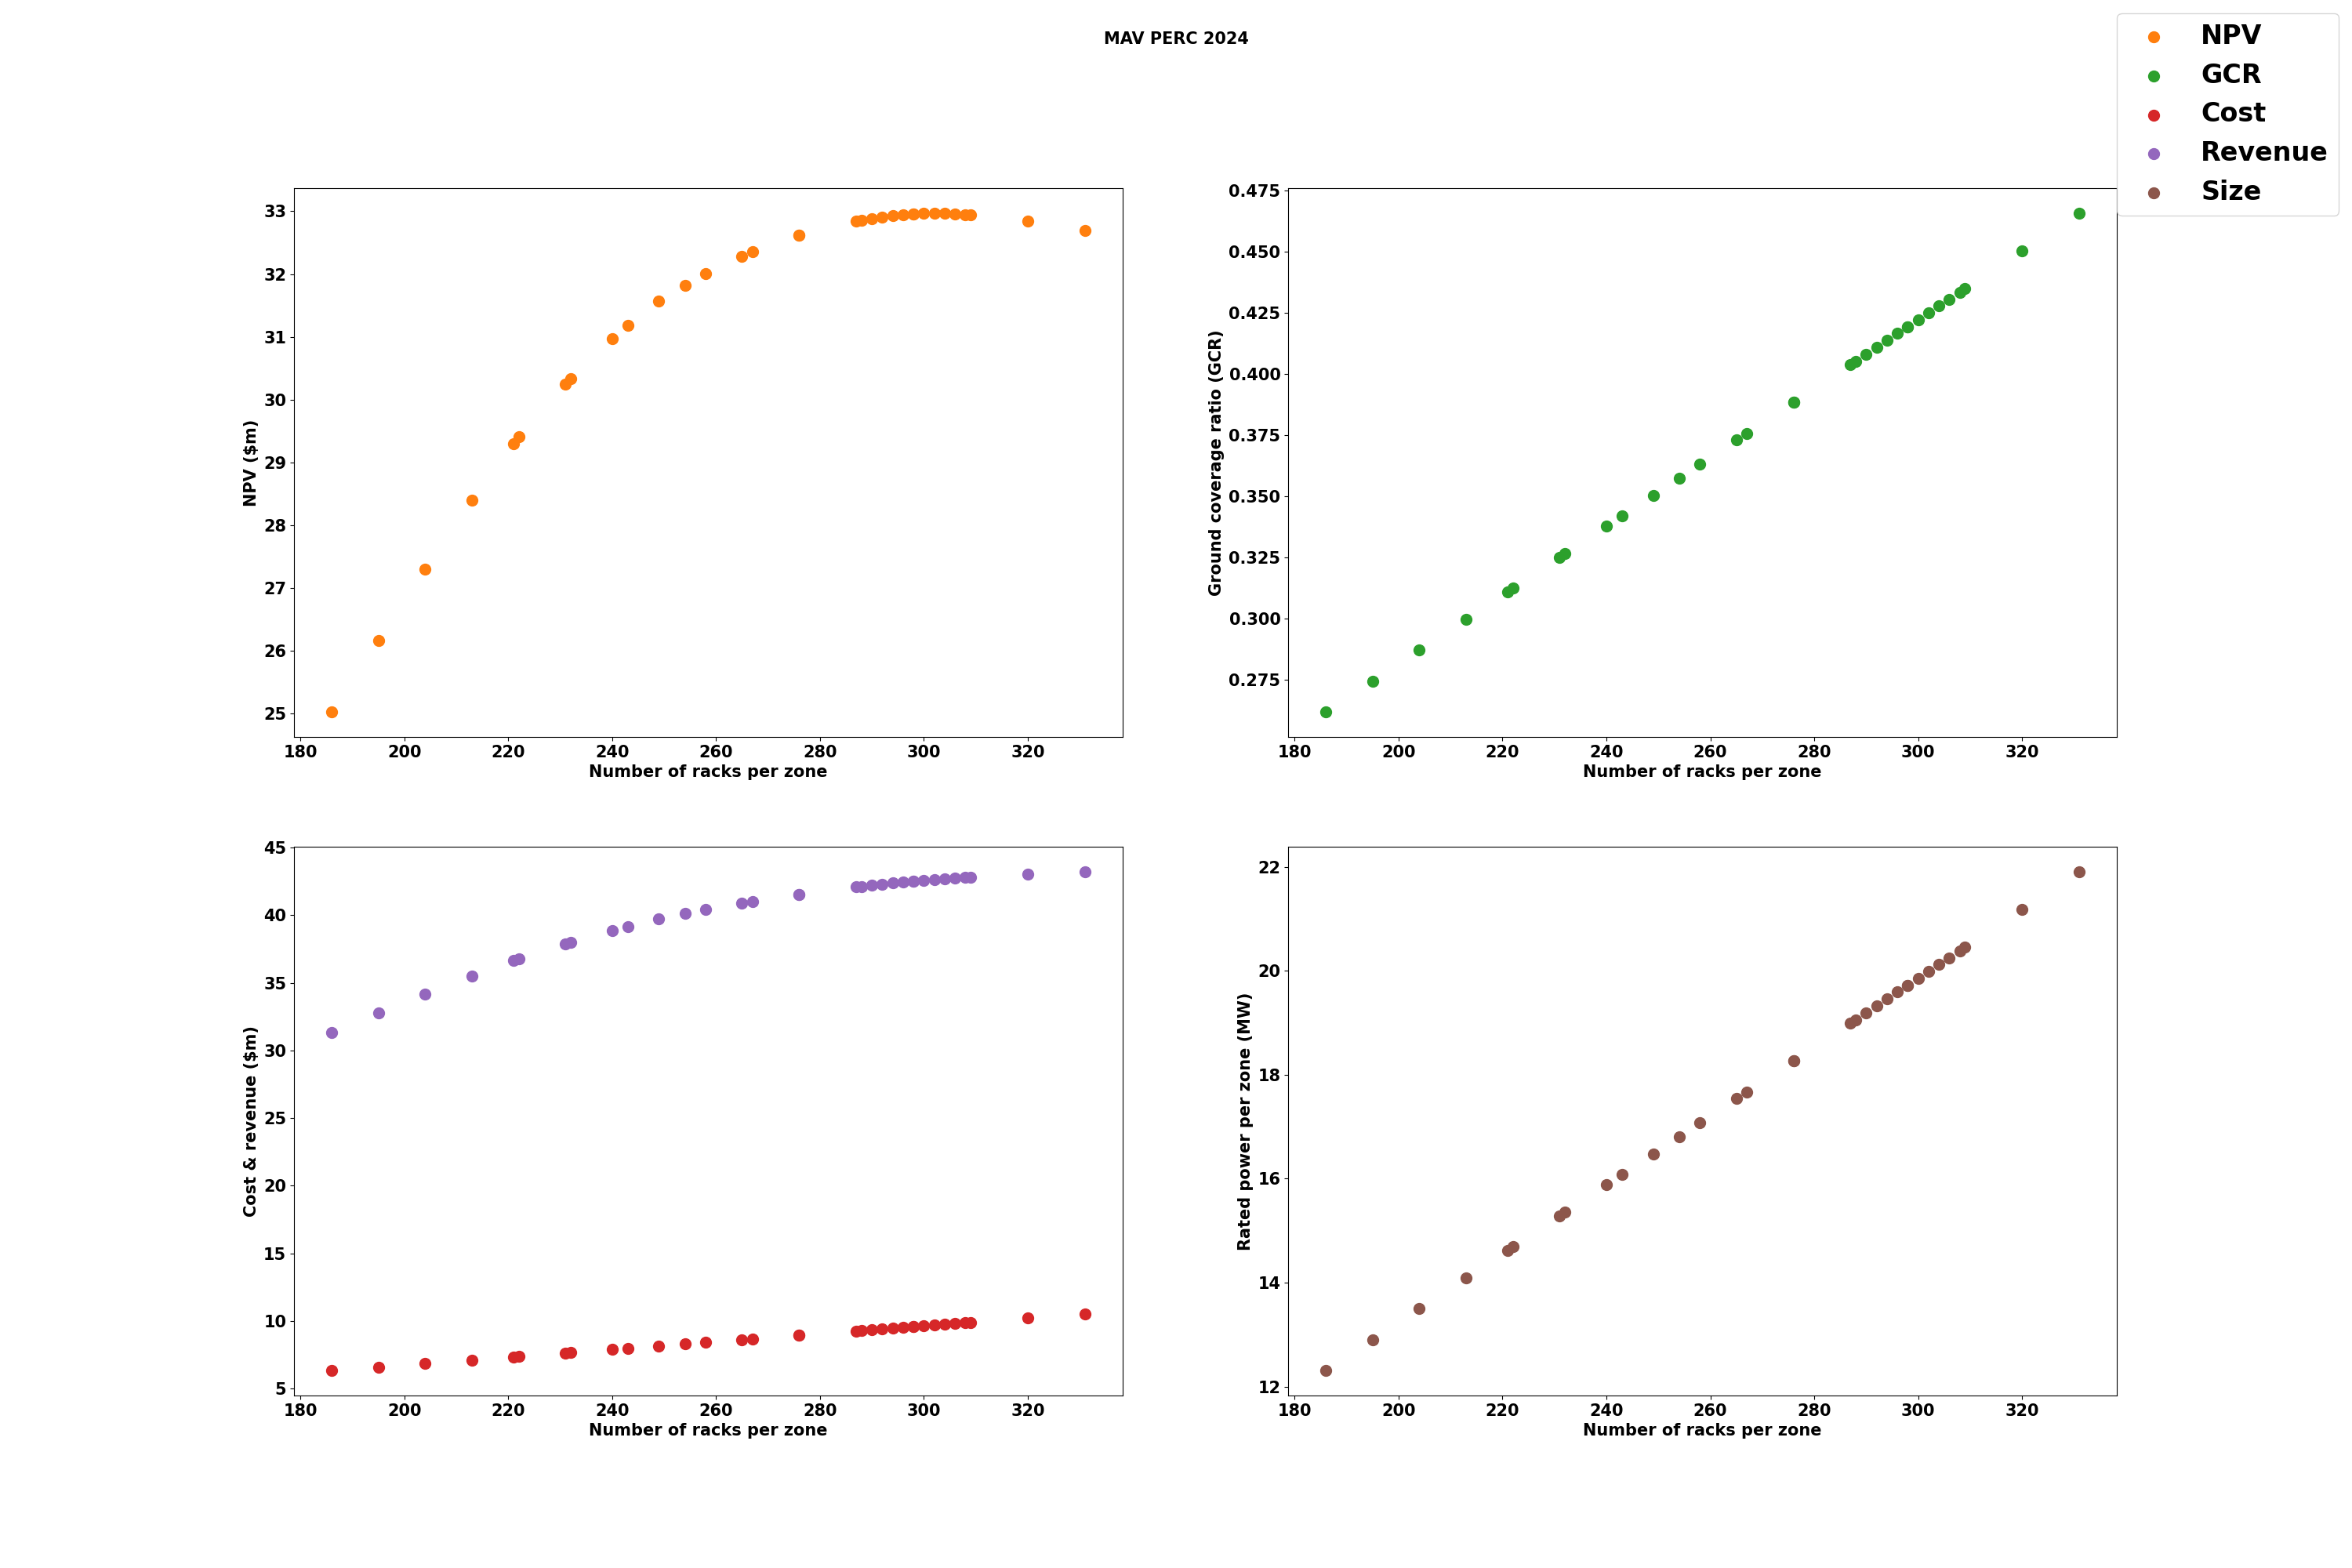 MAV PERC 2024
NPV
GCR
Cost
Revenue
Size
33
32
31
30
29
28
27
26
25
NPV ($m)
180 200 220 240 260 280 300 320
Number of racks per zone
0.475
0.450
0.425
0.400
0.375
0.350
0.325
0.300
0.275
Ground coverage ratio (GCR)
180 200 220 240 260 280 300 320
Number of racks per zone
45
40
35
30
25
20
15
10
5
Cost & revenue ($m)
180 200 220 240 260 280 300 320
Number of racks per zone
22
20
18
16
14
12
Rated power per zone (MW)
180 200 220 240 260 280 300 320
Number of racks per zone